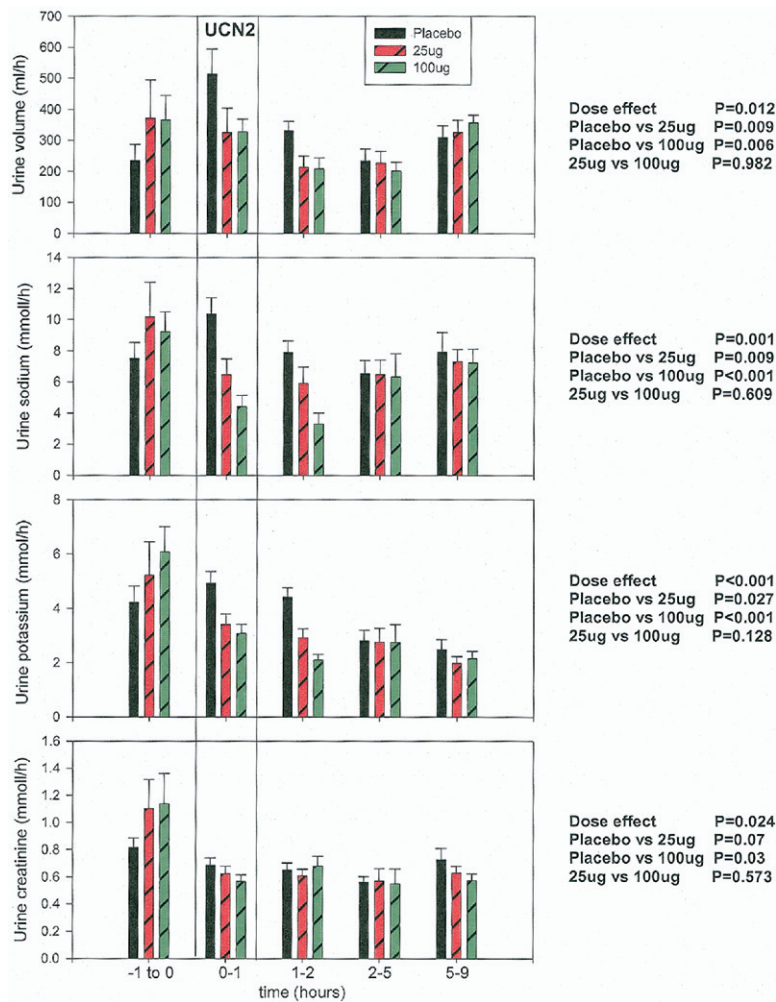 UCN2
Placebo
25ug
100ug
Urine volume (ml/h)
700
600
500
400
300
200
100
0
Dose effect P=0.012
Placebo vs 25ug P=0.009
Placebo vs 100ug P=0.006
25ug vs 100ug P=0.982
Urine sodium (mmoll/h)
14
12
10
8
6
4
2
0
Dose effect P=0.001
Placebo vs 25ug P=0.009
Placebo vs 100ug P<0.001
25ug vs 100ug P=0.609
Urine potassium (mmol/h)
8
6
4
2
0
Dose effect P<0.001
Placebo vs 25ug P=0.027
Placebo vs 100ug P<0.001
25ug vs 100ug P=0.128
Urine creatinine (mmoll/h)
1.6
1.4
1.2
1.0
0.8
0.6
0.4
0.2
0.0
Dose effect P=0.024
Placebo vs 25ug P=0.07
Placebo vs 100ug P=0.03
25ug vs 100ug P=0.573
-1 to 0 0-1 1-2 2-5 5-9
time (hours)